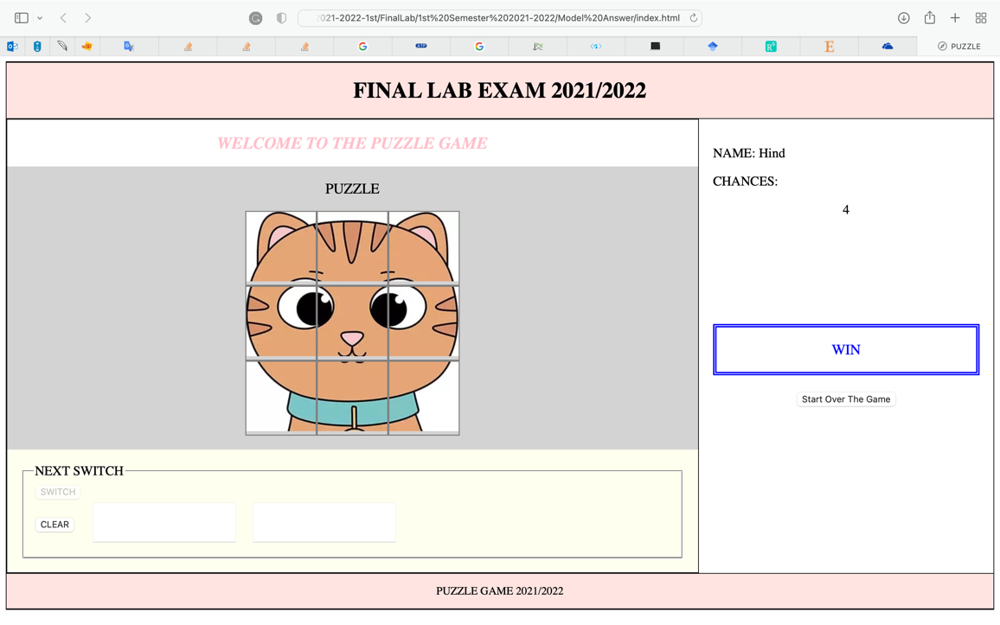 2021-2022-1st/FinalLab/1st%20Semester%202021-2022/Model%20Answer/index.html
PUZZLE
FINAL LAB EXAM 2021/2022
WELCOME TO THE PUZZLE GAME
PUZZLE
NEXT SWITCH
SWITCH
CLEAR
NAME: Hind
CHANCES:
4
WIN
Start Over The Game
PUZZLE GAME 2021/2022